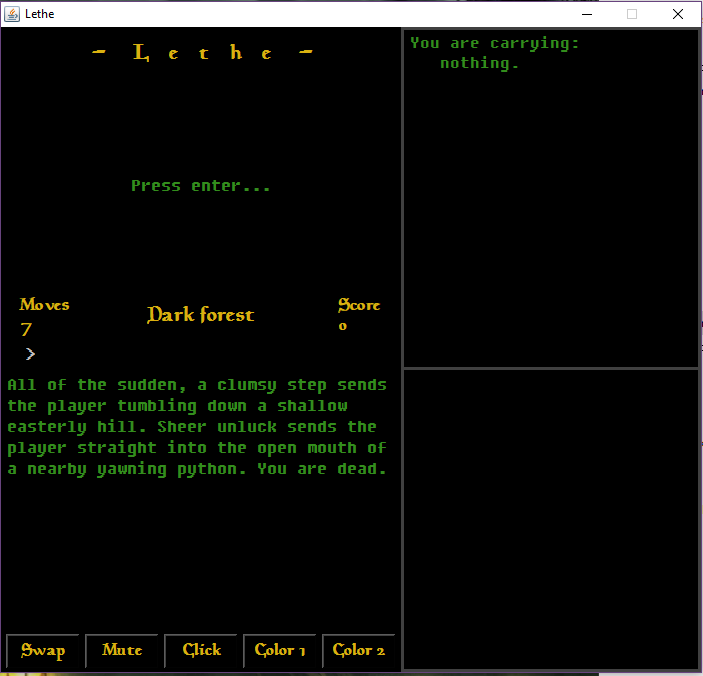 Lethe
- L e t h e -
You are carrying:
nothing.
Press enter...
Moves
7
Dark forest
Score
0
>
All of the sudden, a clumsy step sends
the player tumbling down a shallow
easterly hill. Sheer unluck sends the
player straight into the open mouth of
a nearby yawning python. You are dead.
Swap
Mute
Click
Color 1
Color 2